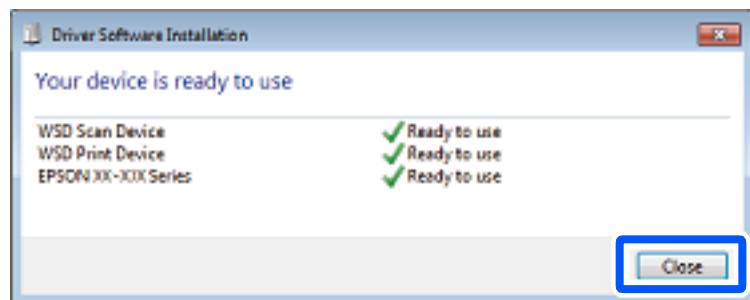 Driver Software Installation
Your device is ready to use
WSD Scan Device Ready to use
WSD Print Device Ready to use
EPSON XX-XXX Series Ready to use
Close